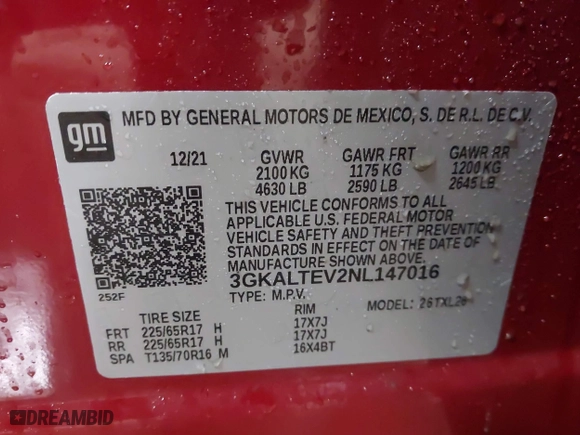 gm
MFD BY GENERAL MOTORS DE MEXICO, S. DE R.L. DE C.V.
12/21 GVWR GAWR FRT GAWR RR
2100 KG 1175 KG 1200 KG
4630 LB 2590 LB 2645 LB
THIS VEHICLE CONFORMS TO ALL
APPLICABLE U.S. FEDERAL MOTOR
VEHICLE SAFETY AND THEFT PREVENTION
STANDARDS IN EFFECT ON THE DATE OF
MANUFACTURE SHOWN ABOVE.
3GKALTEV2NL147016
252F
TYPE: M.P.V. MODEL:
TIRE SIZE RIM
FRT 225/65R17 H 17X7J
RR 225/65R17 H 17X7J
SPA T135/70R16 M 16X4BT
DREAMBID